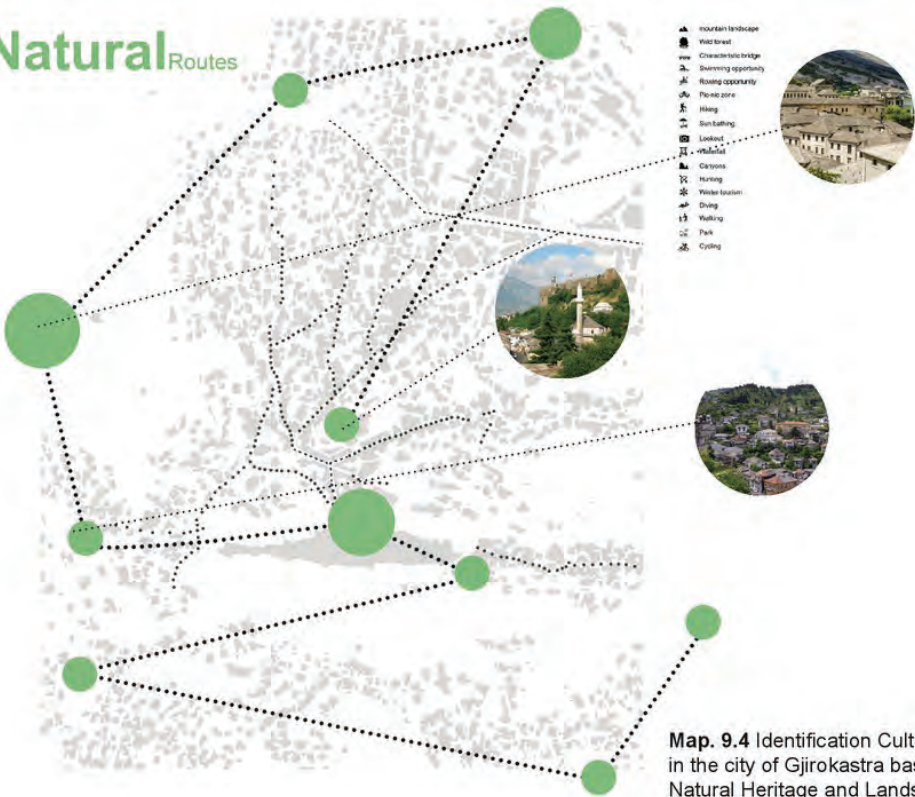 Natural Routes
mountain landscape
Wild forest
Characteristic bridge
Swimming opportunity
Rowing opportunity
Pic-nic zone
Hiking
Sun bathing
Lookout
Waterfall
Canyons
Hunting
Winter tourism
Diving
Walking
Park
Cycling
Map. 9.4 Identification Cult
in the city of Gjirokastra bas
Natural Heritage and Lands